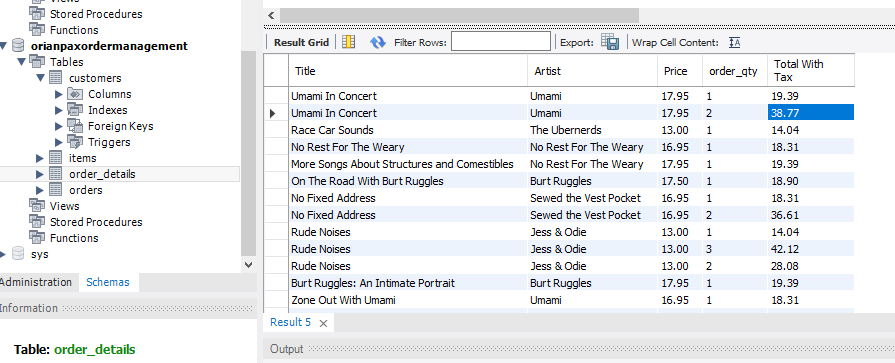 Views
Stored Procedures
Functions
orianpaxordermanagement
Tables
customers
Columns
Indexes
Foreign Keys
Triggers
items
order_details
orders
Views
Stored Procedures
Functions
sys
Administration Schemas
Information
Table: order_details
Result Grid Filter Rows: Export: Wrap Cell Content: IA
Title Artist Price order_qty Total With Tax
Umami In Concert Umami 17.95 1 19.39
Umami In Concert Umami 17.95 2 38.77
Race Car Sounds The Ubernerds 13.00 1 14.04
No Rest For The Weary No Rest For The Weary 16.95 1 18.31
More Songs About Structures and Comestibles No Rest For The Weary 17.95 1 19.39
On The Road With Burt Ruggles Burt Ruggles 17.50 1 18.90
No Fixed Address Sewed the Vest Pocket 16.95 1 18.31
No Fixed Address Sewed the Vest Pocket 16.95 2 36.61
Rude Noises Jess & Odie 13.00 1 14.04
Rude Noises Jess & Odie 13.00 3 42.12
Rude Noises Jess & Odie 13.00 2 28.08
Burt Ruggles: An Intimate Portrait Burt Ruggles 17.95 1 19.39
Zone Out With Umami Umami 16.95 1 18.31
Result 5
Output